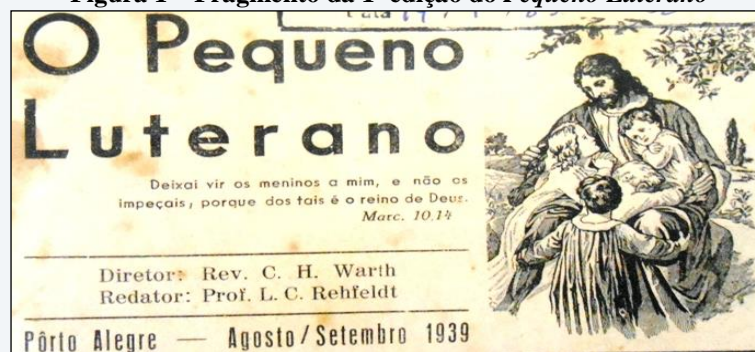 O Pequeno
Luterano
Deixai vir os meninos a mim, e não os
impeçais, porque dos tais é o reino de Deus.
Marc. 10,14
Diretor: Rev. C. H. Warth
Redator: Prof. L. C. Rehfeldt
Pôrto Alegre — Agosto/Setembro 1939